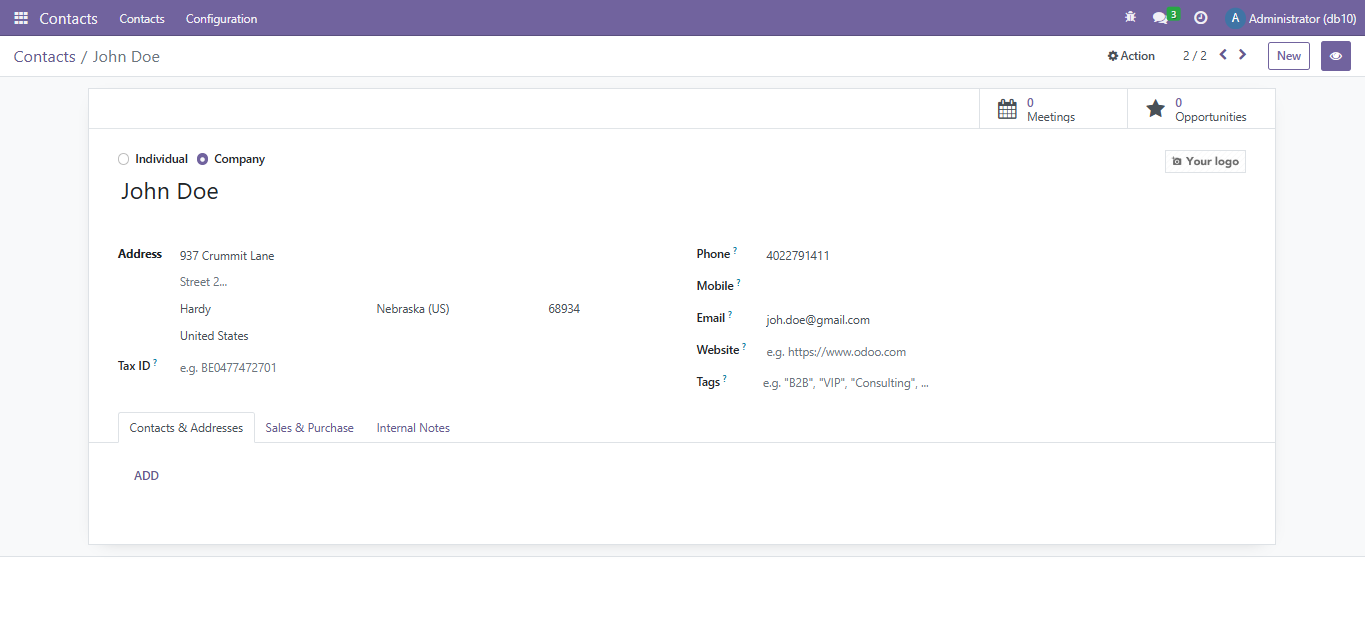 Contacts Contacts Configuration 3 A Administrator (db10)
Contacts / John Doe Action 2 / 2 New
0 Meetings 0 Opportunities
Individual Company
Your logo
John Doe
Address 937 Crummit Lane
Street 2...
Hardy Nebraska (US) 68934
United States
Tax ID ? e.g. BE0477472701
Phone ? 4022791411
Mobile ?
Email ? joh.doe@gmail.com
Website ? e.g. https://www.odoo.com
Tags ? e.g. "B2B", "VIP", "Consulting", ...
Contacts & Addresses Sales & Purchase Internal Notes
ADD